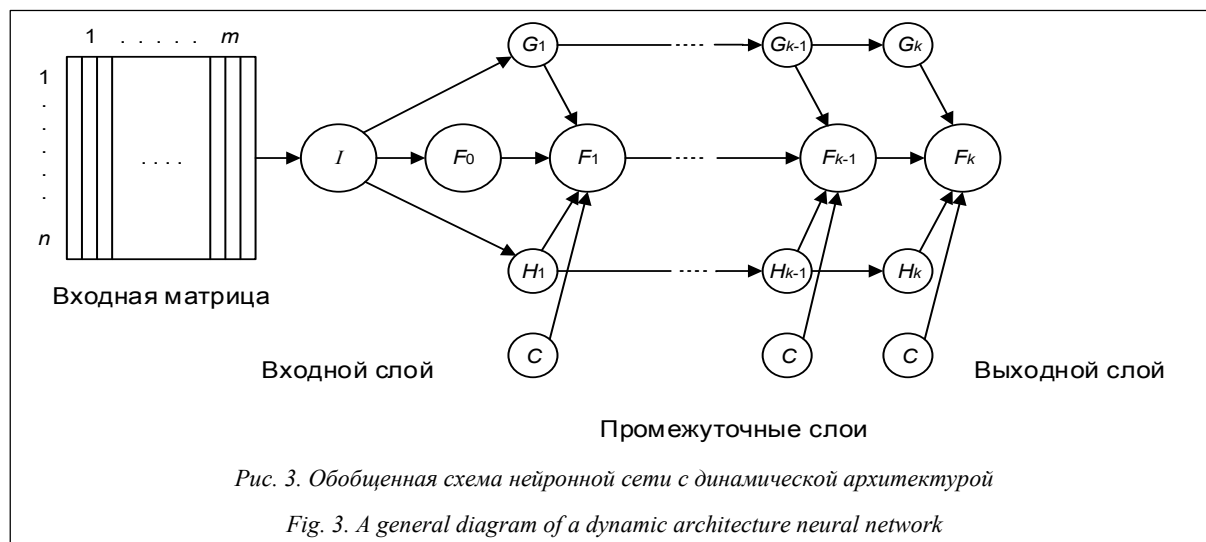 1 . . . . . m
1
.
.
.
.
.
.
n
. . . .
Входная матрица
I
G1
....
Gk-1
Gk
F0
F1
....
Fk-1
Fk
H1
....
Hk-1
Hk
C
C
C
Входной слой
Выходной слой
Промежуточные слои
Рис. 3. Обобщенная схема нейронной сети с динамической архитектурой
Fig. 3. A general diagram of a dynamic architecture neural network